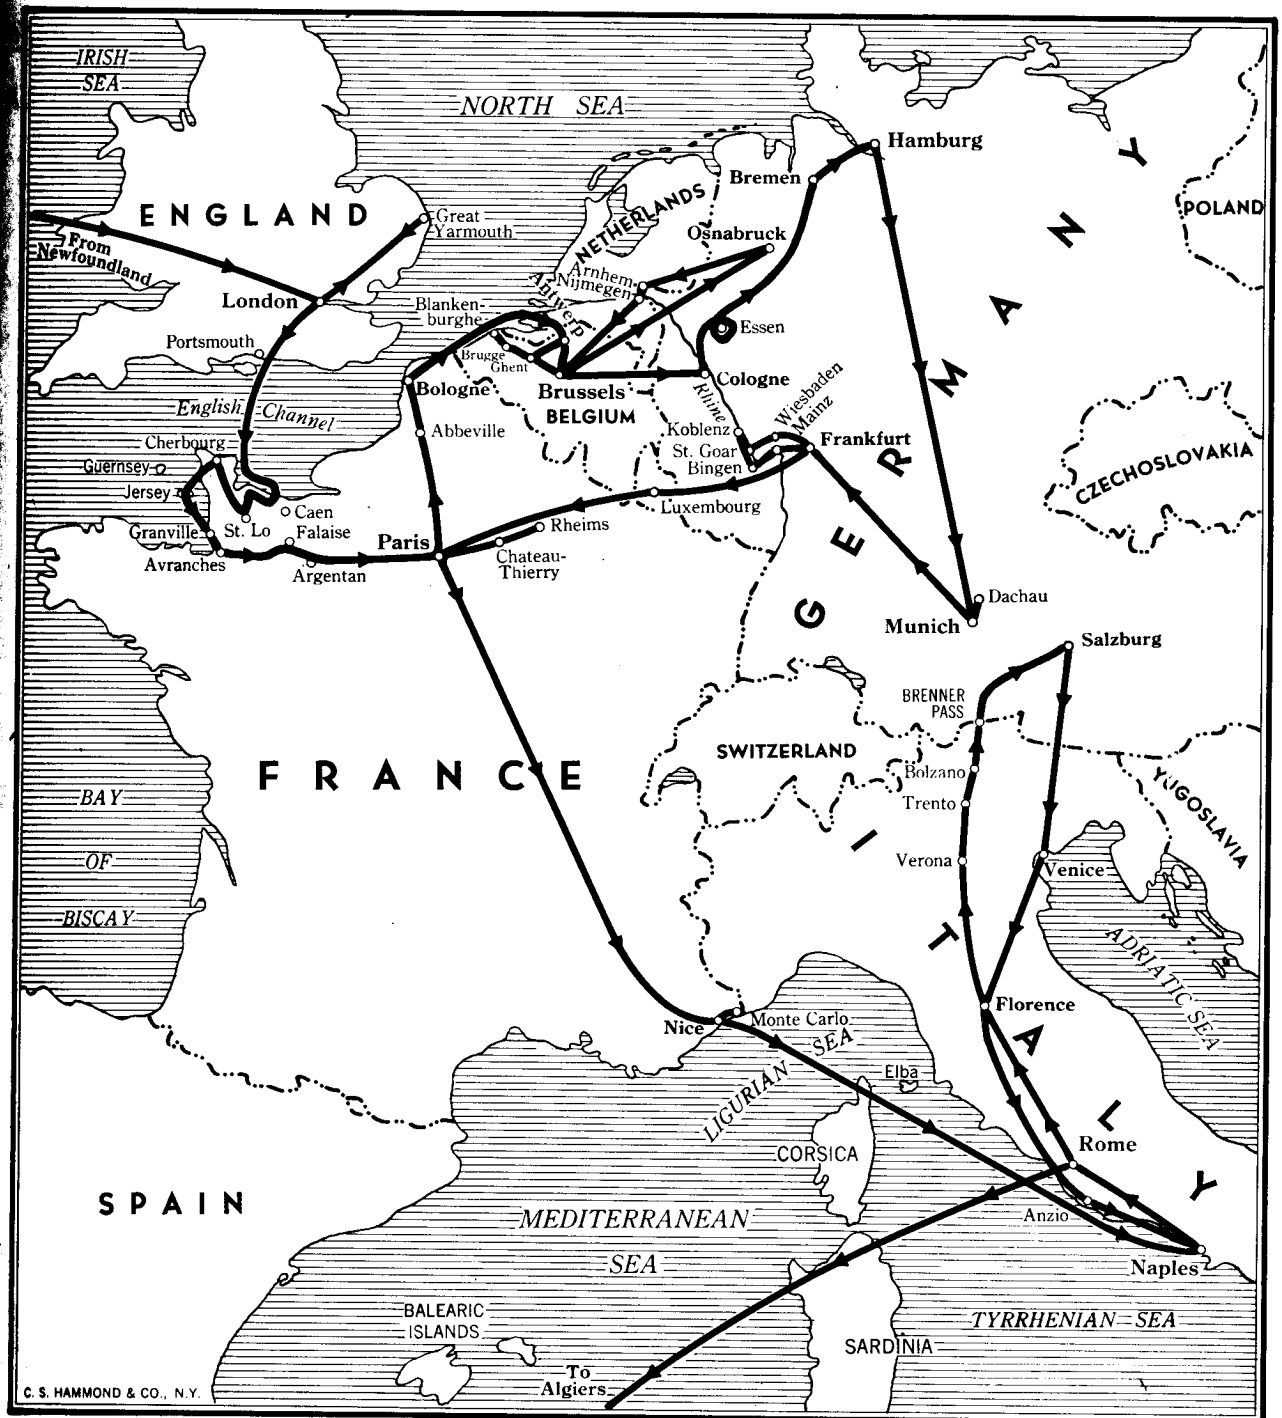 IRISH
SEA
NORTH SEA
Hamburg
Bremen
ENGLAND
Great
Yarmouth
NETHERLANDS
POLAND
From
Newfoundland
Osnabruck
Arnhem
Nijmegen
London
Antwerp
Blanken-
burghe
Essen
Portsmouth
Brugge
Ghent
Bologne
Brussels
Cologne
BELGIUM
Rhine
Wiesbaden
Mainz
English Channel
Abbeville
Koblenz
Frankfurt
Cherbourg
St. Goar
Bingen
CZECHOSLOVAKIA
Guernsey
Jersey
Luxembourg
Caen
Granville
St. Lo
Falaise
Rheims
Paris
Avranches
Argentan
Chateau-
Thierry
GERMANY
Dachau
Munich
Salzburg
BRENNER
PASS
FRANCE
SWITZERLAND
Bolzano
YUGOSLAVIA
BAY
OF
BISCAY
Trento
Verona
Venice
ITALY
ADRIATIC SEA
Florence
Nice
Monte Carlo
LIGURIAN SEA
Elba
CORSICA
Rome
SPAIN
MEDITERRANEAN
SEA
Anzio
Naples
BALEARIC
ISLANDS
TYRRHENIAN SEA
SARDINIA
To
Algiers
C. S. HAMMOND & CO., N.Y.